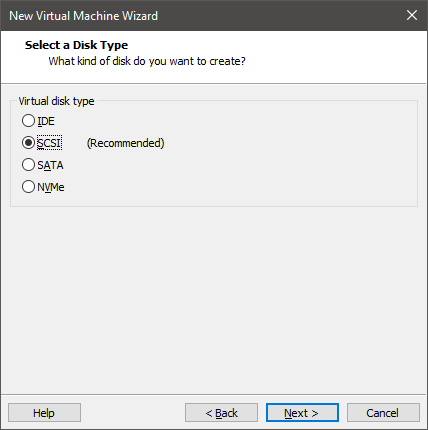 New Virtual Machine Wizard
Select a Disk Type
What kind of disk do you want to create?
Virtual disk type
IDE
SCSI (Recommended)
SATA
NVMe
Help < Back Next > Cancel